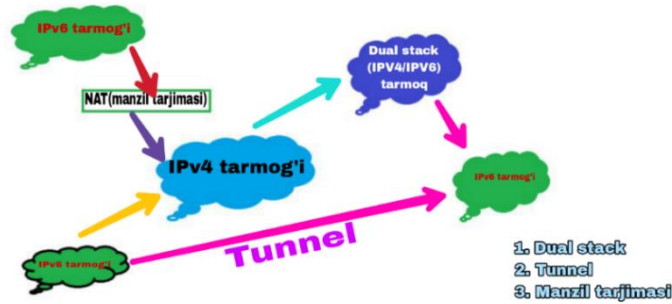 IPv6 tarmog'i
NAT(manzil tarjimasi)
Dual stack
(IPV4/IPV6)
tarmoq
IPv4 tarmog'i
IPv6 tarmog'i
IPv6 tarmog'i
Tunnel
1. Dual stack
2. Tunnel
3. Manzil tarjimasi